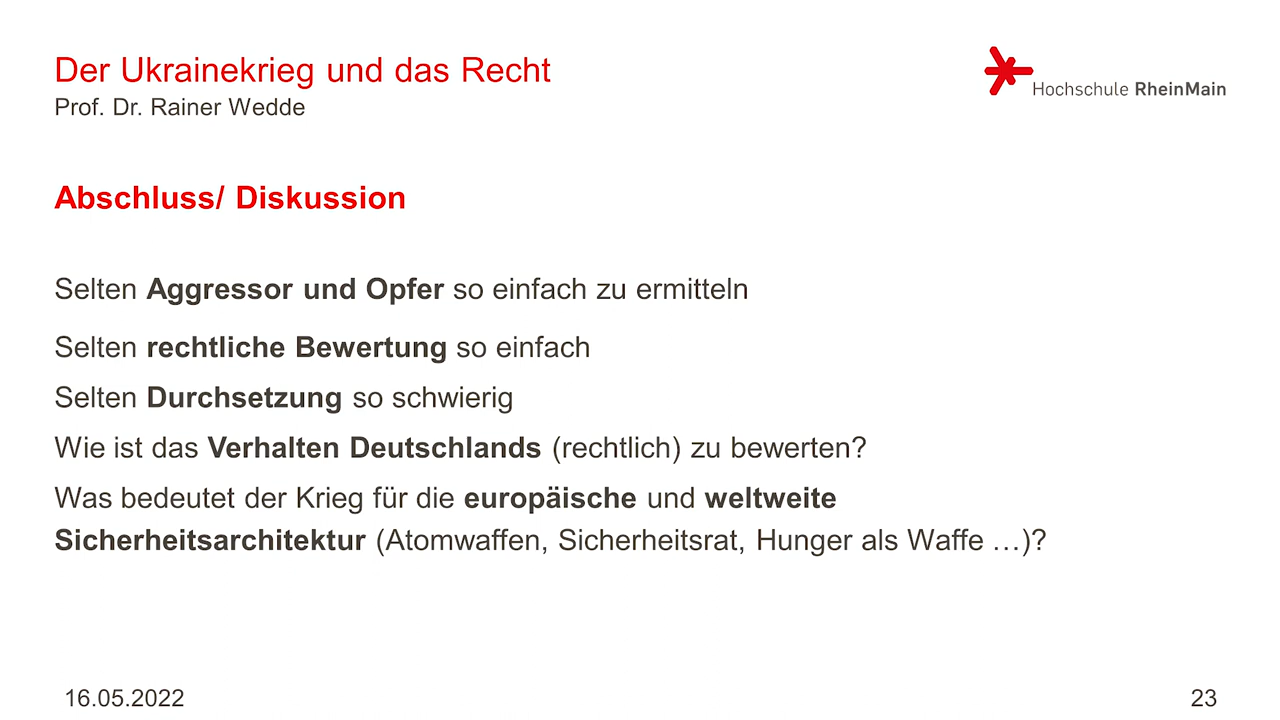 Der Ukrainekrieg und das Recht
Prof. Dr. Rainer Wedde
Hochschule RheinMain
Abschluss/ Diskussion
Selten Aggressor und Opfer so einfach zu ermitteln
Selten rechtliche Bewertung so einfach
Selten Durchsetzung so schwierig
Wie ist das Verhalten Deutschlands (rechtlich) zu bewerten?
Was bedeutet der Krieg für die europäische und weltweite
Sicherheitsarchitektur (Atomwaffen, Sicherheitsrat, Hunger als Waffe …)?
16.05.2022
23